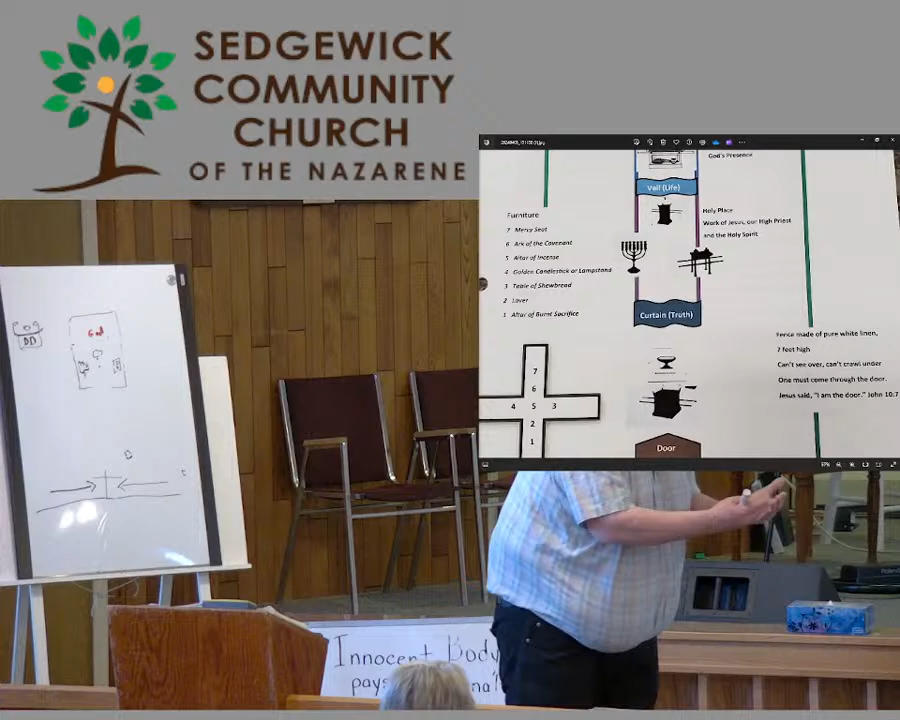 SEDGEWICK
COMMUNITY
CHURCH
OF THE NAZARENE
God's Presence
Veil (Life)
Holy Place
Work of Jesus, our High Priest
and the Holy Spirit
Furniture
7 Mercy Seat
6 Ark of the Covenant
5 Altar of Incense
4 Golden Candlestick or Lampstand
3 Table of Shewbread
2 Laver
1 Altar of Burnt Sacrifice
Curtain (Truth)
Fence made of pure white linen,
7 feet high
Can't see over, can't crawl under
One must come through the door.
Jesus said, "I am the door." John 10:7
7
6
4 5 3
2
1
Door
God
Innocent Body
pays